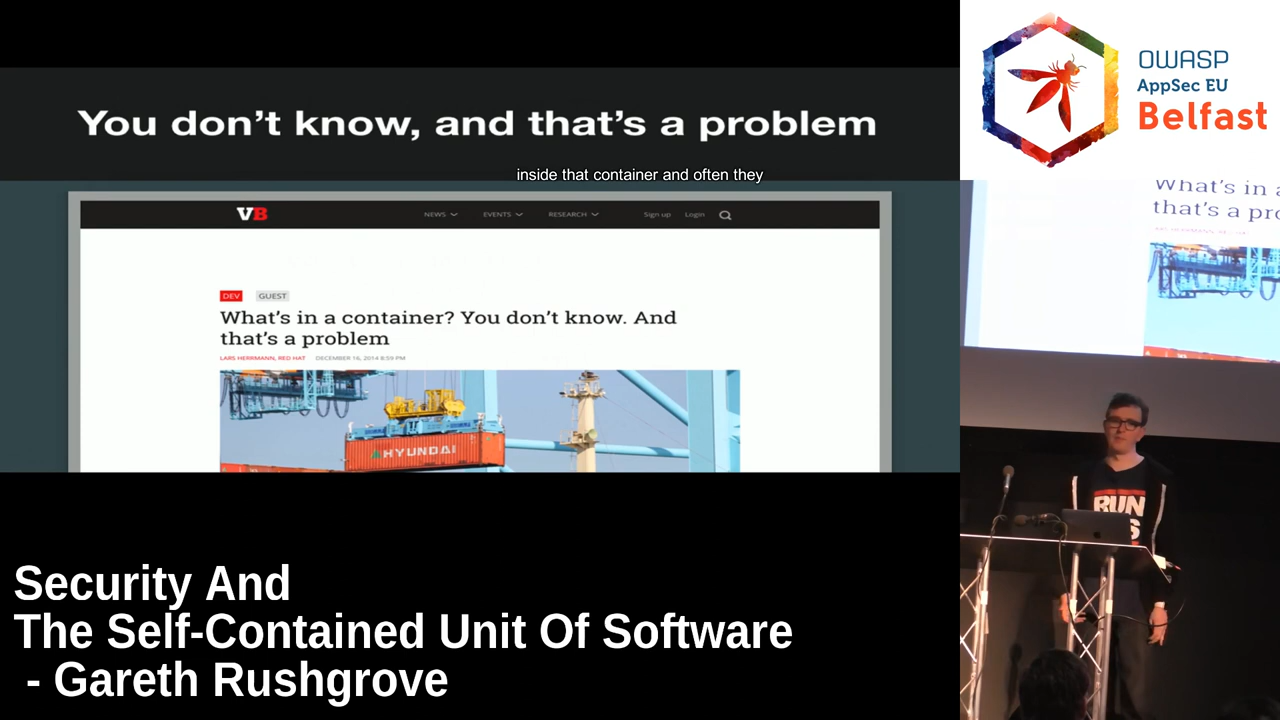 You don't know, and that's a problem
inside that container and often they
VB
NEWS
EVENTS
RESEARCH
Sign up
Login
DEV
GUEST
What's in a container? You don't know. And
that's a problem
LARS HERRMANN, RED HAT
DECEMBER 16, 2014 8:59 PM
HYUNDAI
Security And
The Self-Contained Unit Of Software
- Gareth Rushgrove
OWASP
AppSec EU
Belfast
What's in a
that's a pro
RUN